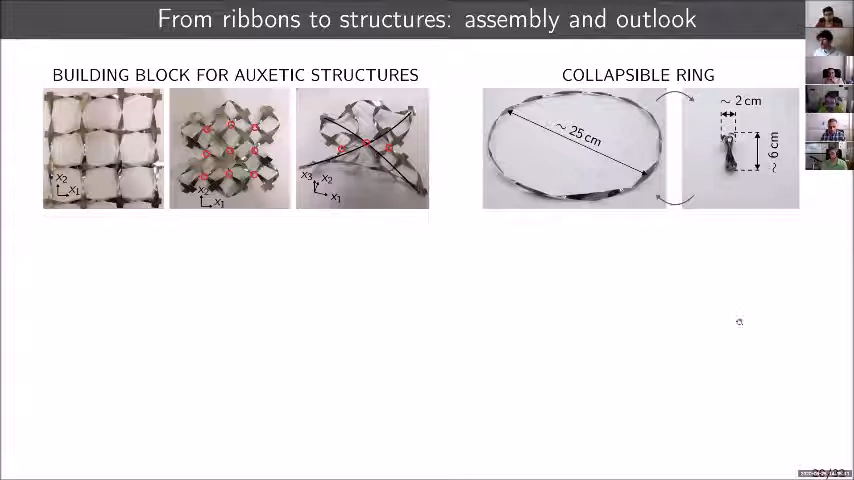 From ribbons to structures: assembly and outlook
BUILDING BLOCK FOR AUXETIC STRUCTURES
COLLAPSIBLE RING
x2
x1
x2
x1
x3
x2
x1
~ 25 cm
~ 2 cm
~ 6 cm